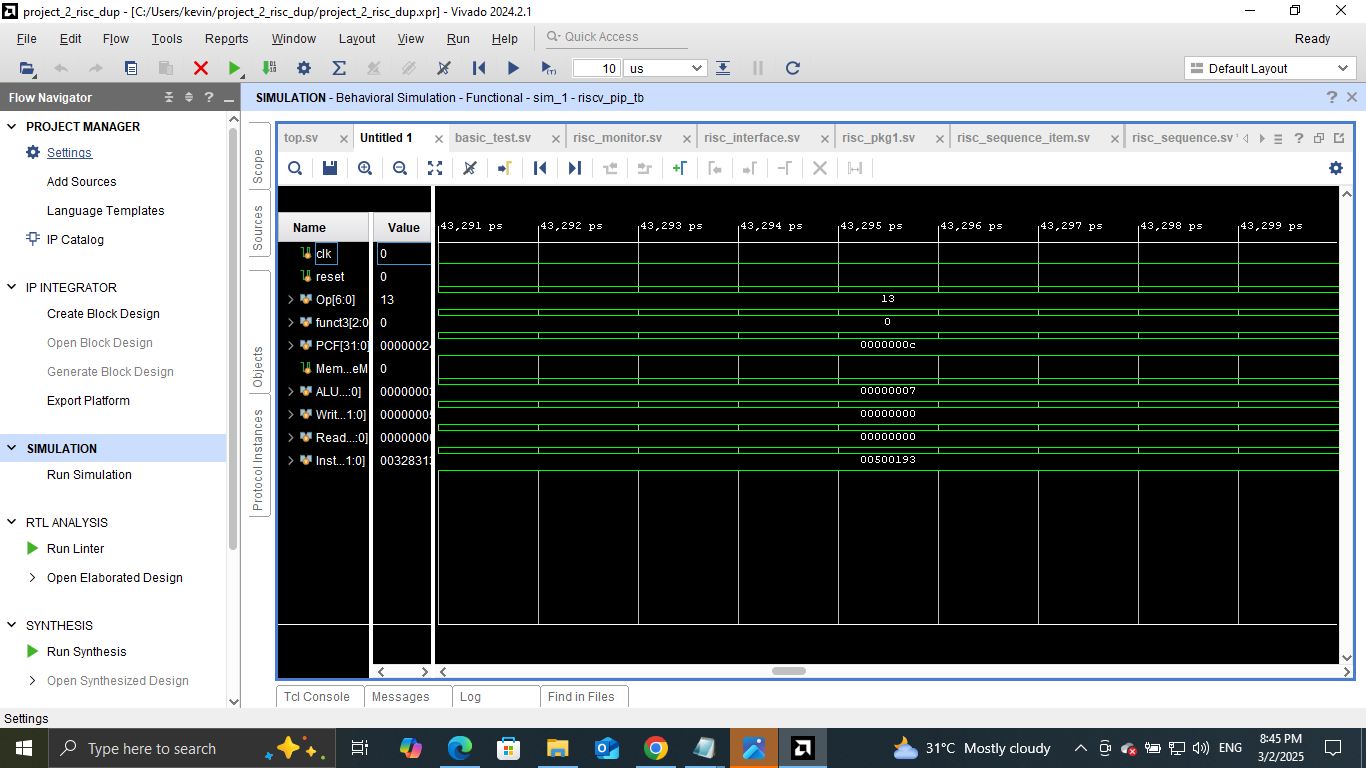 project_2_risc_dup - [C:/Users/kevin/project_2_risc_dup/project_2_risc_dup.xpr] - Vivado 2024.2.1
File Edit Flow Tools Reports Window Layout View Run Help Quick Access Ready
10 us Default Layout
Flow Navigator
SIMULATION - Behavioral Simulation - Functional - sim_1 - riscv_pip_tb
PROJECT MANAGER
Settings
Add Sources
Language Templates
IP Catalog
IP INTEGRATOR
Create Block Design
Open Block Design
Generate Block Design
Export Platform
SIMULATION
Run Simulation
RTL ANALYSIS
Run Linter
Open Elaborated Design
SYNTHESIS
Run Synthesis
Open Synthesized Design
Scope
Sources
Objects
Protocol Instances
top.sv Untitled 1 basic_test.sv risc_monitor.sv risc_interface.sv risc_pkg1.sv risc_sequence_item.sv risc_sequence.sv
Name Value
43,291 ps 43,292 ps 43,293 ps 43,294 ps 43,295 ps 43,296 ps 43,297 ps 43,298 ps 43,299 ps
clk 0
reset 0
Op[6:0] 13 13
funct3[2:0 0 0
PCF[31:0] 00000024 0000000c
Mem...eM 0
ALU...:0] 0000000 00000007
Writ...1:0] 0000000 00000000
Read...:0] 0000000 00000000
Inst...1:0] 0032831 00500193
Tcl Console Messages Log Find in Files
Settings
Type here to search
31°C Mostly cloudy
ENG
8:45 PM
3/2/2025